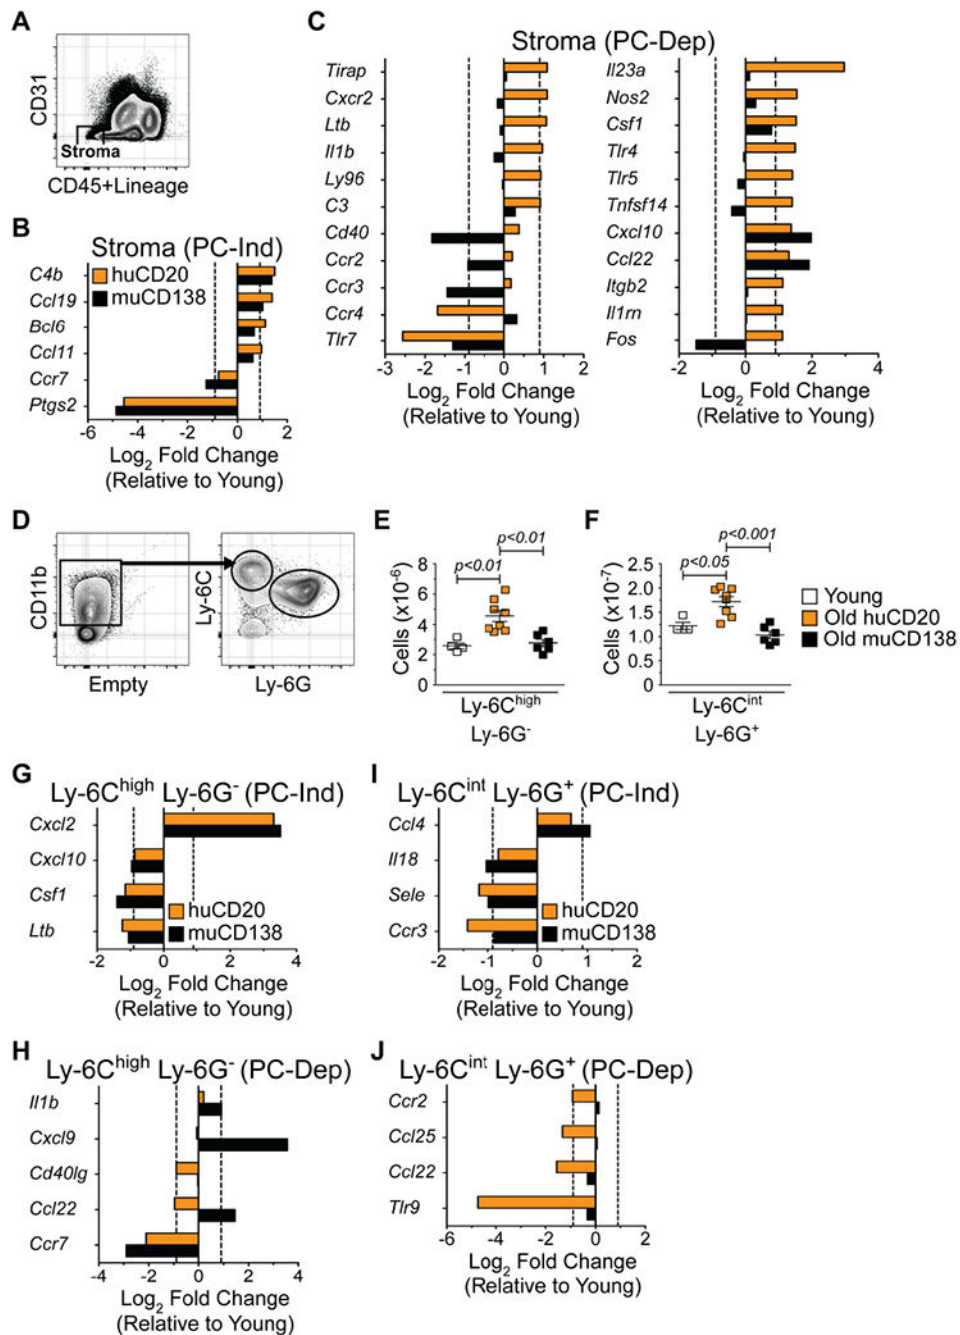 A
CD31
Stroma
CD45+Lineage
B
Stroma (PC-Ind)
huCD20
muCD138
C4b
Ccl19
Bcl6
Ccl11
Ccr7
Ptgs2
-6 -4 -2 0 2
Log2 Fold Change
(Relative to Young)
C
Stroma (PC-Dep)
Tirap
Cxcr2
Ltb
Il1b
Ly96
C3
Cd40
Ccr2
Ccr3
Ccr4
Tlr7
-3 -2 -1 0 1 2
Log2 Fold Change
(Relative to Young)
Il23a
Nos2
Csf1
Tlr4
Tlr5
Tnfsf14
Cxcl10
Ccl22
Itgb2
Il1rn
Fos
-2 0 2 4
Log2 Fold Change
(Relative to Young)
D
CD11b
Empty
Ly-6C
Ly-6G
E
p<0.01
p<0.01
Cells (x10-6)
8
6
4
2
0
Ly-6Chigh
Ly-6G-
F
p<0.001
p<0.05
Cells (x10-7)
2.5
2.0
1.5
1.0
0.5
0
Ly-6Cint
Ly-6G+
Young
Old huCD20
Old muCD138
G
Ly-6Chigh Ly-6G- (PC-Ind)
Cxcl2
Cxcl10
Csf1
Ltb
huCD20
muCD138
-2 0 2 4
Log2 Fold Change
(Relative to Young)
I
Ly-6Cint Ly-6G+ (PC-Ind)
Ccl4
Il18
Sele
Ccr3
huCD20
muCD138
-2 -1 0 1 2
Log2 Fold Change
(Relative to Young)
H
Ly-6Chigh Ly-6G- (PC-Dep)
Il1b
Cxcl9
Cd40lg
Ccl22
Ccr7
-4 -2 0 2 4
Log2 Fold Change
(Relative to Young)
J
Ly-6Cint Ly-6G+ (PC-Dep)
Ccr2
Ccl25
Ccl22
Tlr9
-6 -4 -2 0 2
Log2 Fold Change
(Relative to Young)